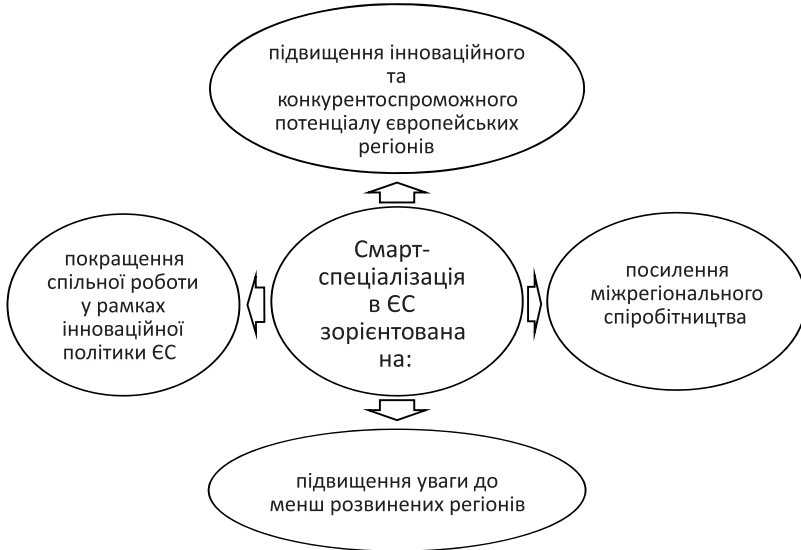 підвищення інноваційного
та
конкурентоспроможного
потенціалу європейських
регіонів
покращення
спільної роботи
у рамках
інноваційної
політики ЄС
Смарт-
спеціалізація
в ЄС
зорієнтована
на:
посилення
міжрегіонального
спіробітництва
підвищення уваги до
менш розвинених регіонів